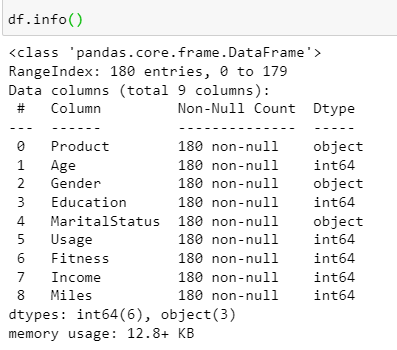 df.info()
<class 'pandas.core.frame.DataFrame'>
RangeIndex: 180 entries, 0 to 179
Data columns (total 9 columns):
 #   Column         Non-Null Count  Dtype
---  ------         --------------  -----
 0   Product        180 non-null    object
 1   Age            180 non-null    int64
 2   Gender         180 non-null    object
 3   Education      180 non-null    int64
 4   MaritalStatus  180 non-null    object
 5   Usage          180 non-null    int64
 6   Fitness        180 non-null    int64
 7   Income         180 non-null    int64
 8   Miles          180 non-null    int64
dtypes: int64(6), object(3)
memory usage: 12.8+ KB